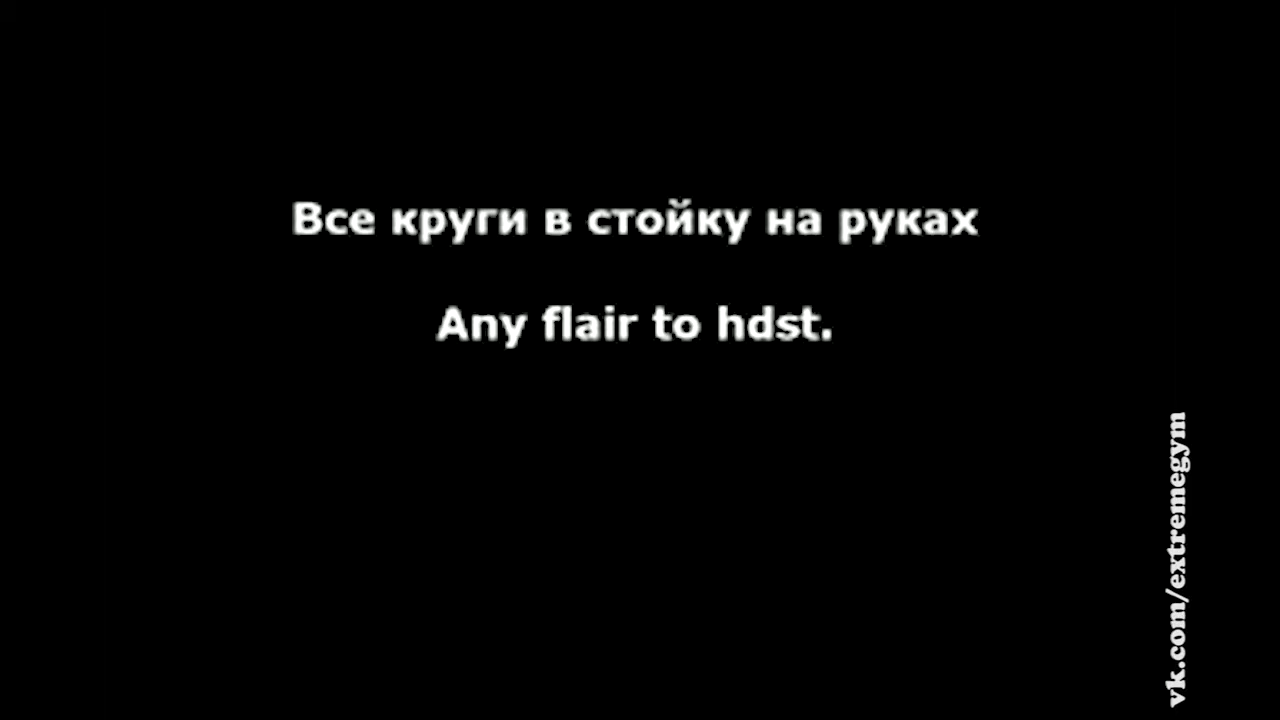 Все круги в стойку на руках
Any flair to hdst.
vk.com/extremegym